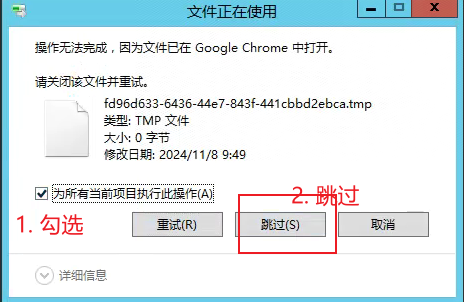 文件正在使用
操作无法完成，因为文件已在 Google Chrome 中打开。
请关闭该文件并重试。
fd96d633-6436-44e7-843f-441cbbd2ebca.tmp
类型: TMP 文件
大小: 0 字节
修改日期: 2024/11/8 9:49
为所有当前项目执行此操作(A)
2. 跳过
1. 勾选
重试(R)
跳过(S)
取消
详细信息